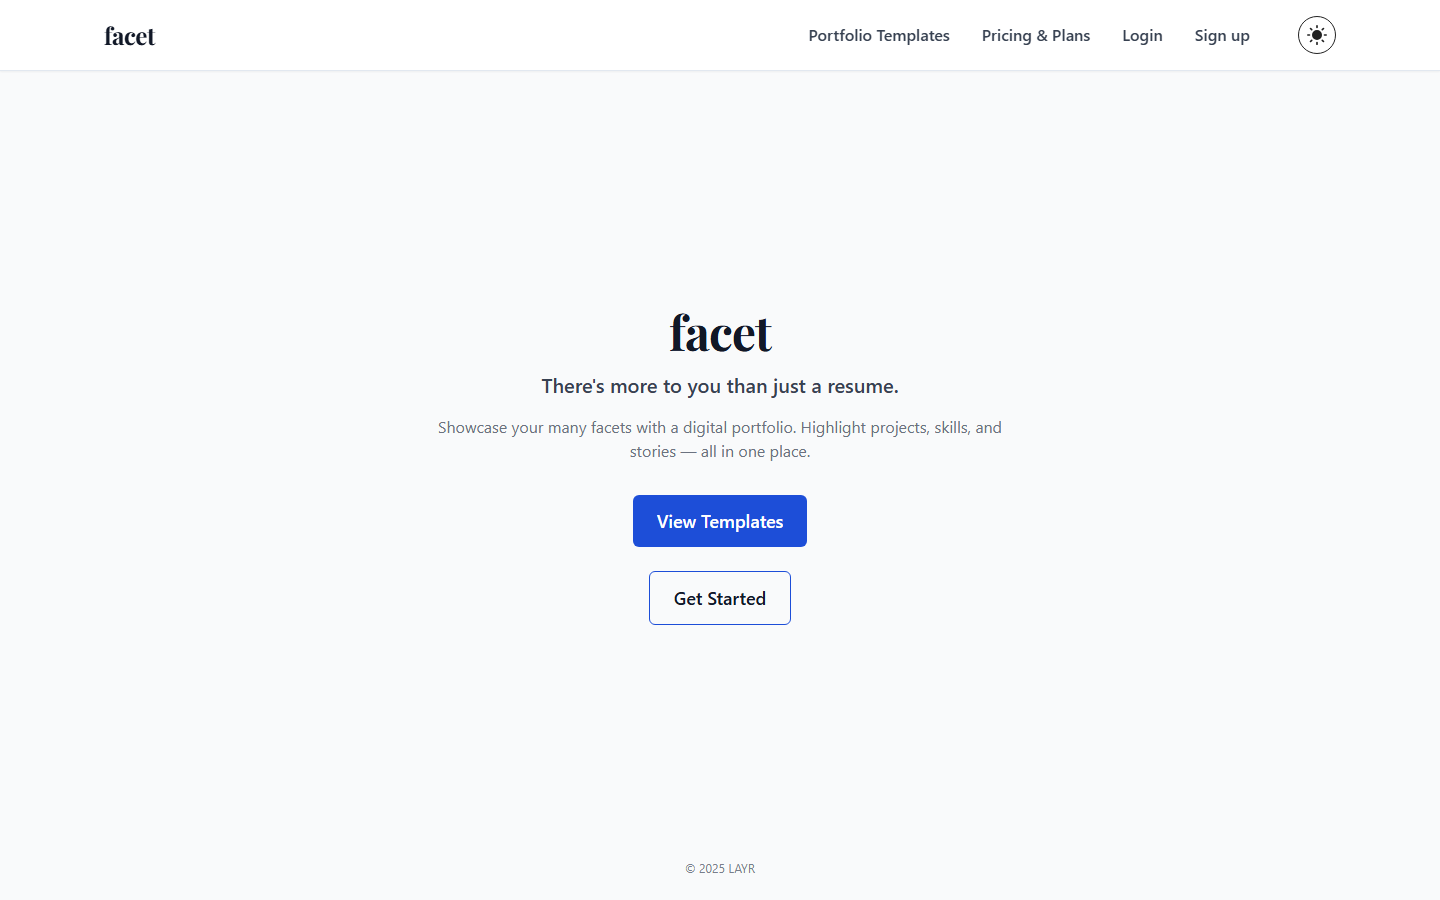 facet
Portfolio Templates
Pricing & Plans
Login
Sign up
facet
There's more to you than just a resume.
Showcase your many facets with a digital portfolio. Highlight projects, skills, and
stories — all in one place.
View Templates
Get Started
© 2025 LAYR